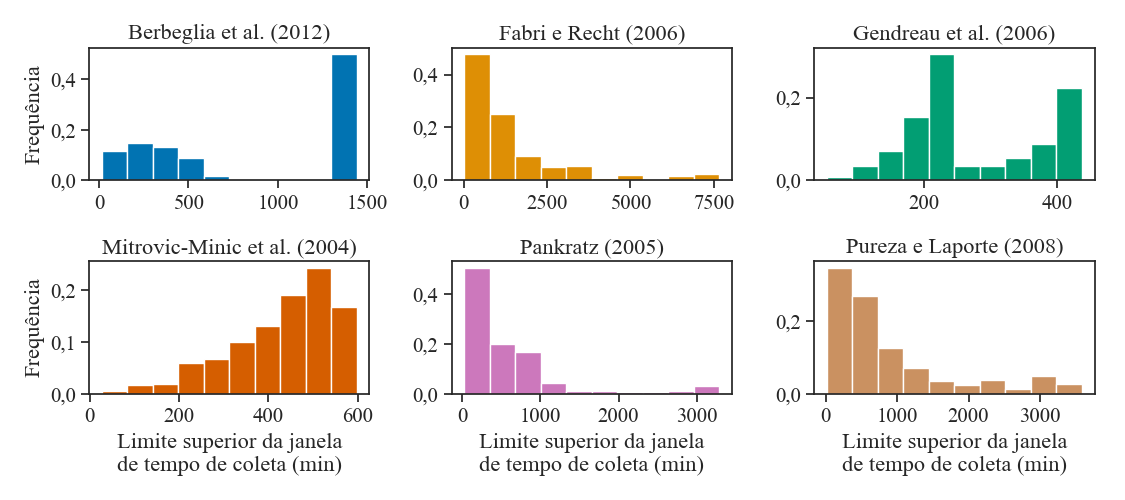 Berbeglia et al. (2012)
Fabri e Recht (2006)
Gendreau et al. (2006)
Frequência
0,4
0,2
0,0
0
500
1000
1500
0,4
0,2
0,0
0
2500
5000
7500
0,2
0,0
200
400
Mitrovic-Minic et al. (2004)
Pankratz (2005)
Pureza e Laporte (2008)
Frequência
0,2
0,1
0,0
0
200
400
600
0,4
0,2
0,0
0
1000
2000
3000
0,2
0,0
0
1000
2000
3000
Limite superior da janela
de tempo de coleta (min)
Limite superior da janela
de tempo de coleta (min)
Limite superior da janela
de tempo de coleta (min)